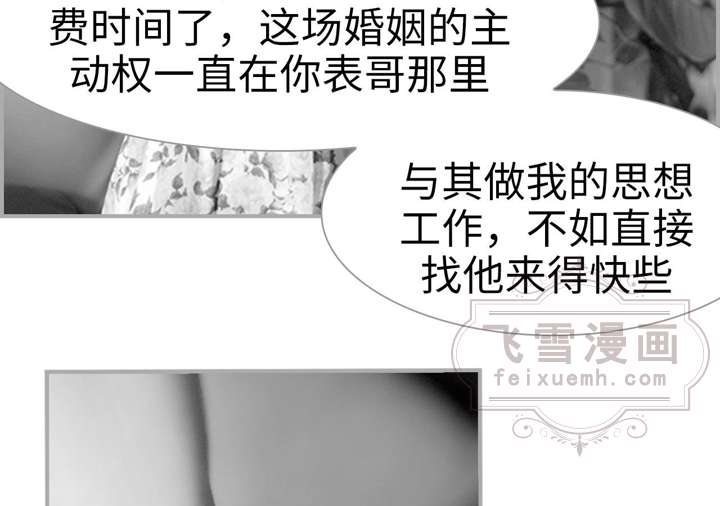 费时间了，这场婚姻的主
动权一直在你表哥那里
与其做我的思想
工作，不如直接
找他来得快些
飞雪漫画
feixuemh.com